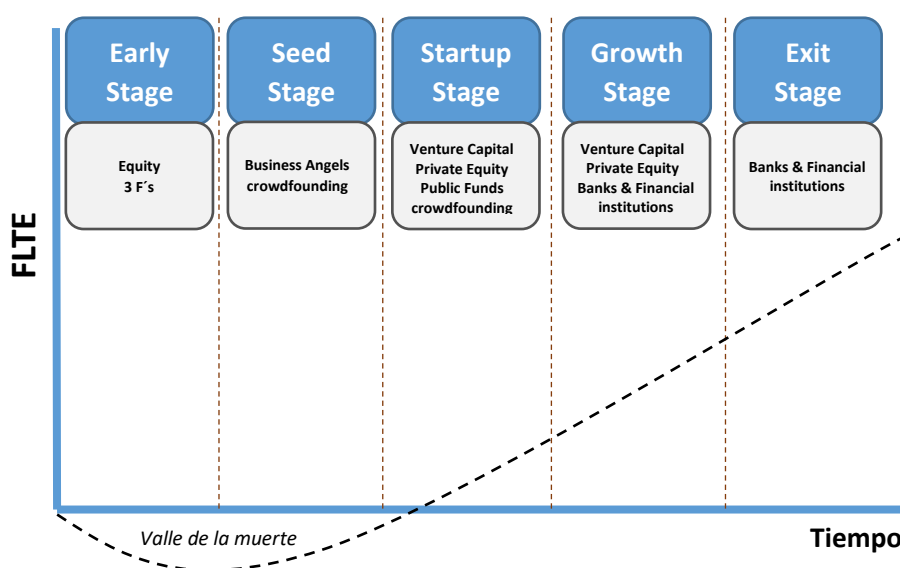 Early
Stage
Seed
Stage
Startup
Stage
Growth
Stage
Exit
Stage
Equity
3 F´s
Business Angels
crowdfounding
Venture Capital
Private Equity
Public Funds
crowdfounding
Venture Capital
Private Equity
Banks & Financial
institutions
Banks & Financial
institutions
FLTE
Valle de la muerte
Tiempo